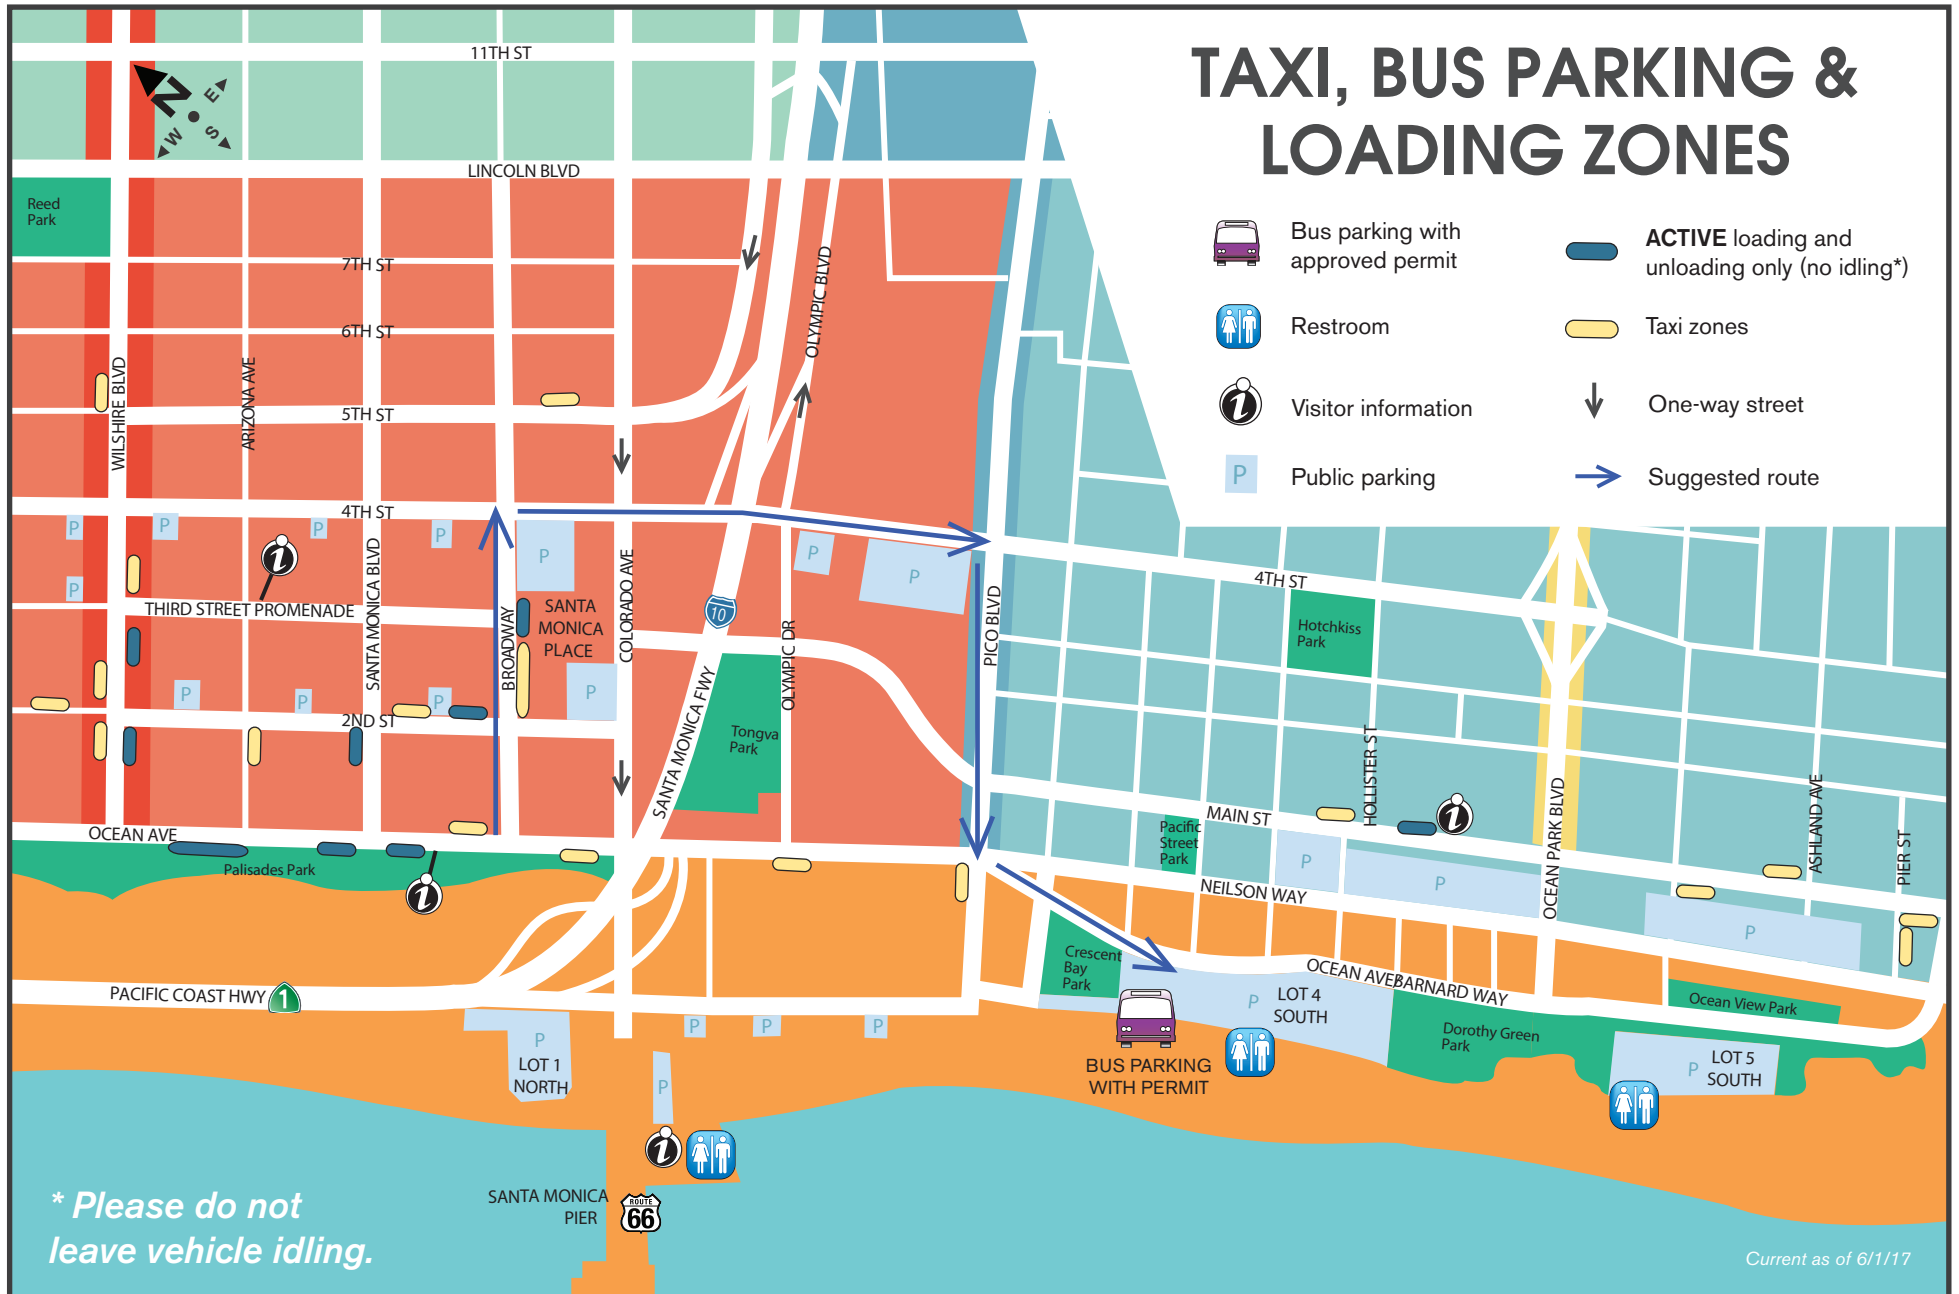 TAXI, BUS PARKING &
LOADING ZONES
Bus parking with
approved permit
ACTIVE loading and
unloading only (no idling*)
Restroom
Taxi zones
i
Visitor information
One-way street
P
Public parking
Suggested route
N
E
W
S
11TH ST
LINCOLN BLVD
Reed
Park
7TH ST
6TH ST
5TH ST
4TH ST
WILSHIRE BLVD
ARIZONA AVE
SANTA MONICA BLVD
BROADWAY
COLORADO AVE
OLYMPIC BLVD
OLYMPIC DR
SANTA MONICA FWY
PICO BLVD
10
P
P
P
P
P
P
P
P
i
THIRD STREET PROMENADE
SANTA
MONICA
PLACE
P
P
P
P
2ND ST
Tongva
Park
4TH ST
Hotchkiss
Park
HOLLISTER ST
OCEAN PARK BLVD
ASHLAND AVE
PIER ST
MAIN ST
i
Pacific
Street
Park
P
P
P
NEILSON WAY
OCEAN AVE
Palisades Park
i
Crescent
Bay
Park
OCEAN AVE
BARNARD WAY
PACIFIC COAST HWY
1
P
LOT 4
SOUTH
Ocean View Park
Dorothy Green
Park
P
LOT 1
NORTH
P
P
P
P
BUS PARKING
WITH PERMIT
P
LOT 5
SOUTH
i
SANTA MONICA
PIER
ROUTE
66
* Please do not
leave vehicle idling.
Current as of 6/1/17